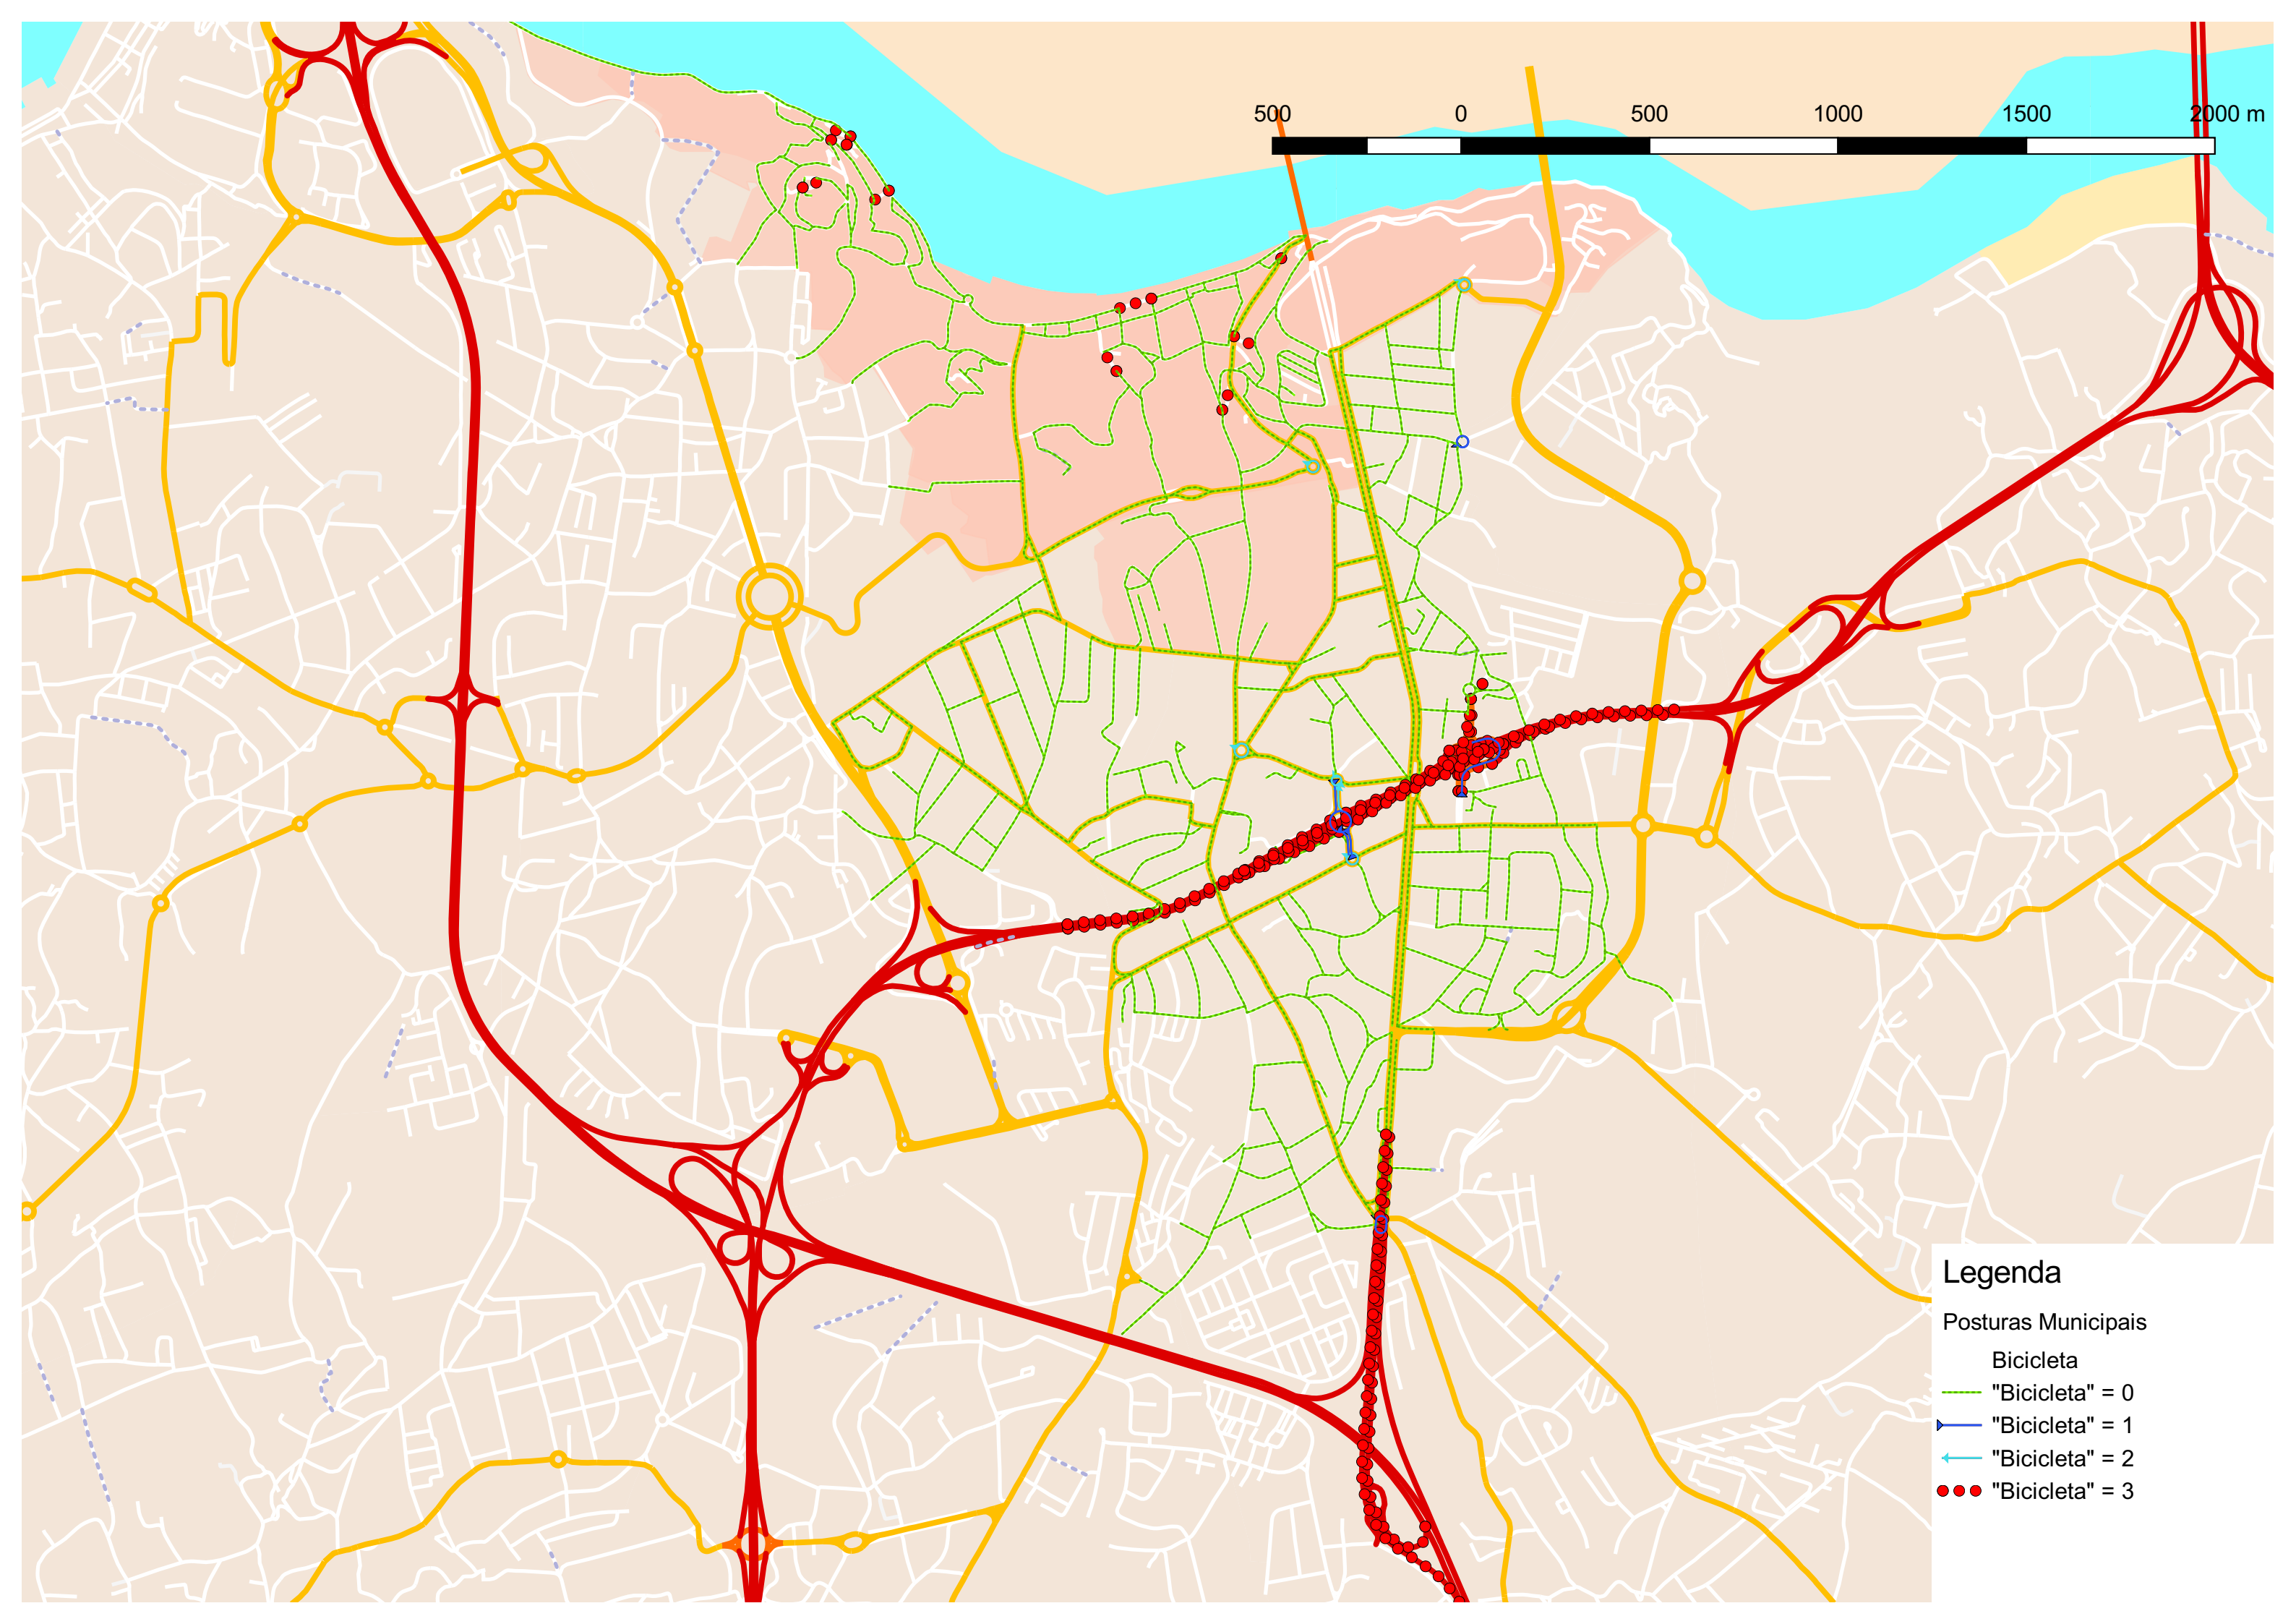 500 0 500 1000 1500 2000 m
Legenda
Posturas Municipais
Bicicleta
"Bicicleta" = 0
"Bicicleta" = 1
"Bicicleta" = 2
"Bicicleta" = 3